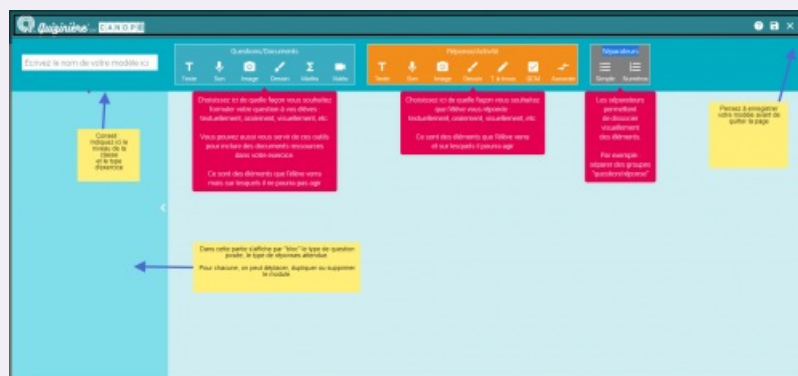 Quizinière
CANOPÉ
Écrivez le nom de votre modèle ici
Questions/Documents
Texte Son Image Dessin Maths Vidéo
Réponse/Activité
Texte Son Image Dessin T. à trous QCM Associer
Séparateurs
Simple Numéros
Conseil
Indiquez ici le
niveau de la
classe
et le type
d'exercice
Choisissez ici de quelle façon vous souhaitez
formuler votre question à vos élèves
textuellement, oralement, visuellement, etc
Vous pouvez aussi vous servir de ces outils
pour inclure des documents ressources
dans votre exercice
Ce sont des éléments que l'élève verra
mais sur lesquels il ne pourra pas agir
Choisissez ici de quelle façon vous souhaitez
que l'élève vous réponde
textuellement, oralement, visuellement, etc
Ce sont des éléments que l'élève verra
et sur lesquels il pourra agir
Les séparateurs
permettent
de dissocier
visuellement
des éléments.
Par exemple
séparer des groupes
"question/réponse"
Pensez à enregistrer
votre modèle avant de
quitter la page
Dans cette partie s'affiche par "bloc" le type de question
posée, le type de réponses attendue
Pour chacune, on peut déplacer, dupliquer ou supprimer
le module